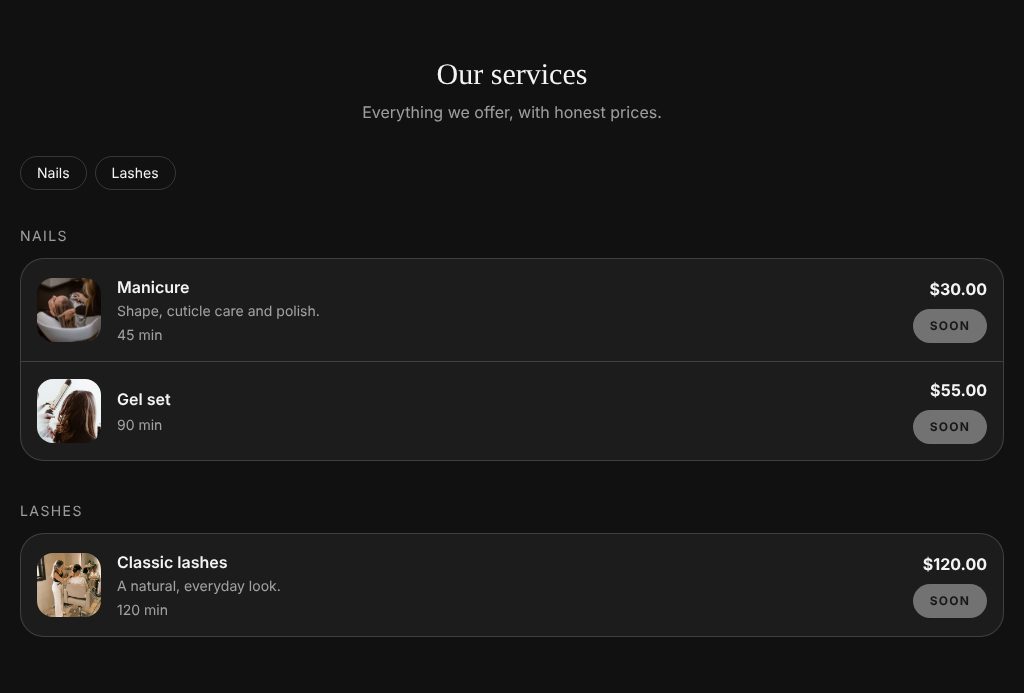 Our services
Everything we offer, with honest prices.
Nails
Lashes
NAILS
Manicure
Shape, cuticle care and polish.
45 min
$30.00
SOON
Gel set
90 min
$55.00
SOON
LASHES
Classic lashes
A natural, everyday look.
120 min
$120.00
SOON